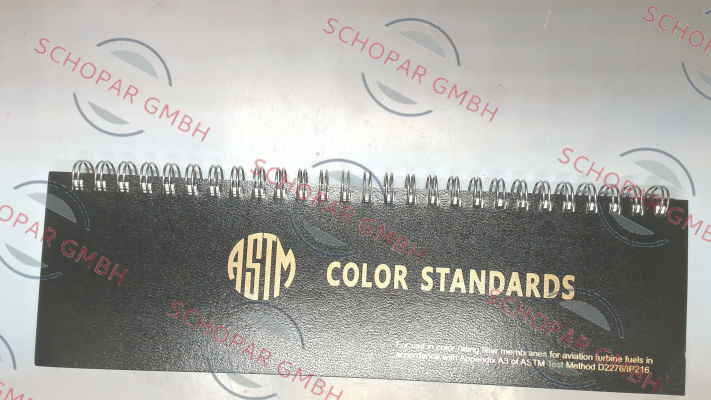 SCHOPAR GMBH
SCHOPAR GMBH
SCHOPAR GMBH
SCHOPAR GMBH
SCHOPAR GMBH
SCHOPAR GMBH
SCHOPAR GMBH
SCHOPAR
ASTM
COLOR STANDARDS
For use in color rating filter membranes for aviation turbine fuels in
accordance with Appendix A3 of ASTM Test Method D2276/IP216.